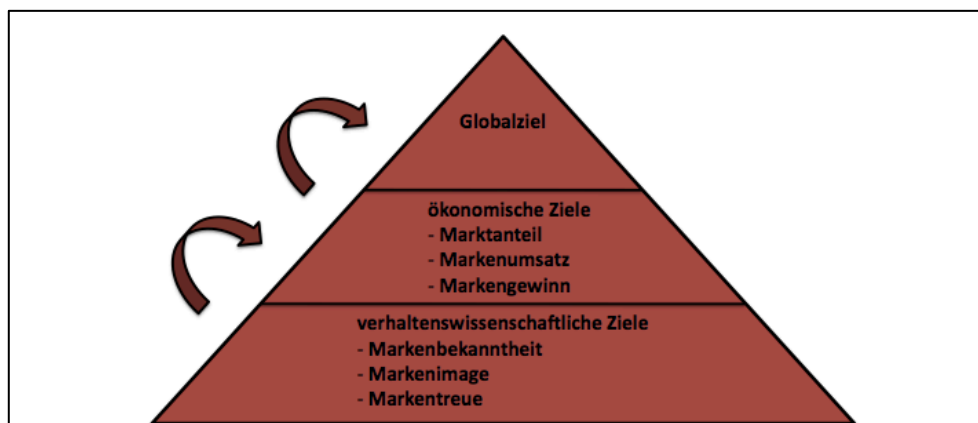 Globalziel
ökonomische Ziele
- Marktanteil
- Markenumsatz
- Markengewinn
verhaltenswissenschaftliche Ziele
- Markenbekanntheit
- Markenimage
- Markentreue